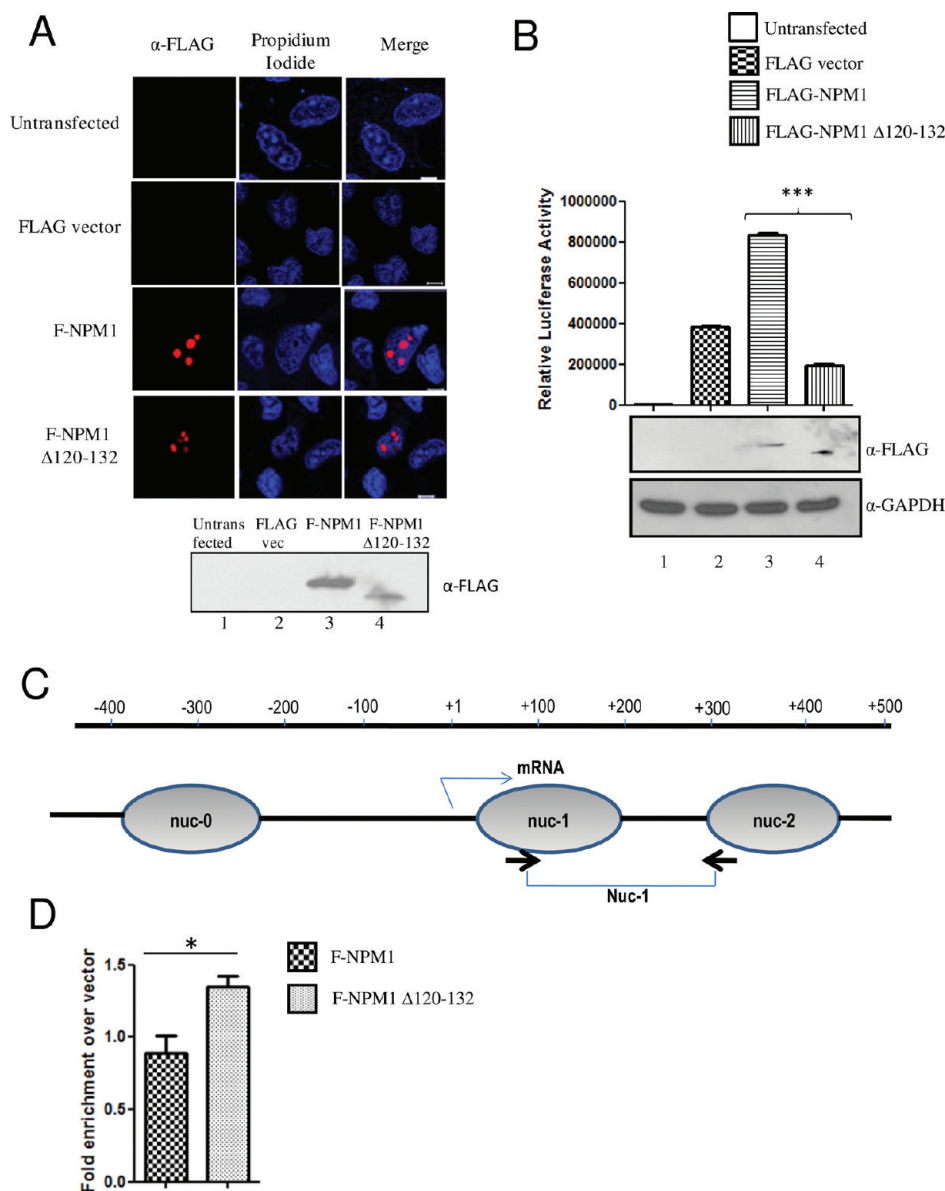 A
α-FLAG
Propidium
Iodide
Merge
Untransfected
FLAG vector
F-NPM1
F-NPM1
Δ120-132
Untrans
fected
FLAG
vec
F-NPM1
F-NPM1
Δ120-132
α-FLAG
1 2 3 4
B
Untransfected
FLAG vector
FLAG-NPM1
FLAG-NPM1 Δ120-132
***
Relative Luciferase Activity
1000000
800000
600000
400000
200000
0
α-FLAG
α-GAPDH
1 2 3 4
C
-400 -300 -200 -100 +1 +100 +200 +300 +400 +500
mRNA
nuc-0 nuc-1 nuc-2
Nuc-1
D
*
Fold enrichment over vector
1.5
1.0
0.5
0.0
F-NPM1
F-NPM1 Δ120-132